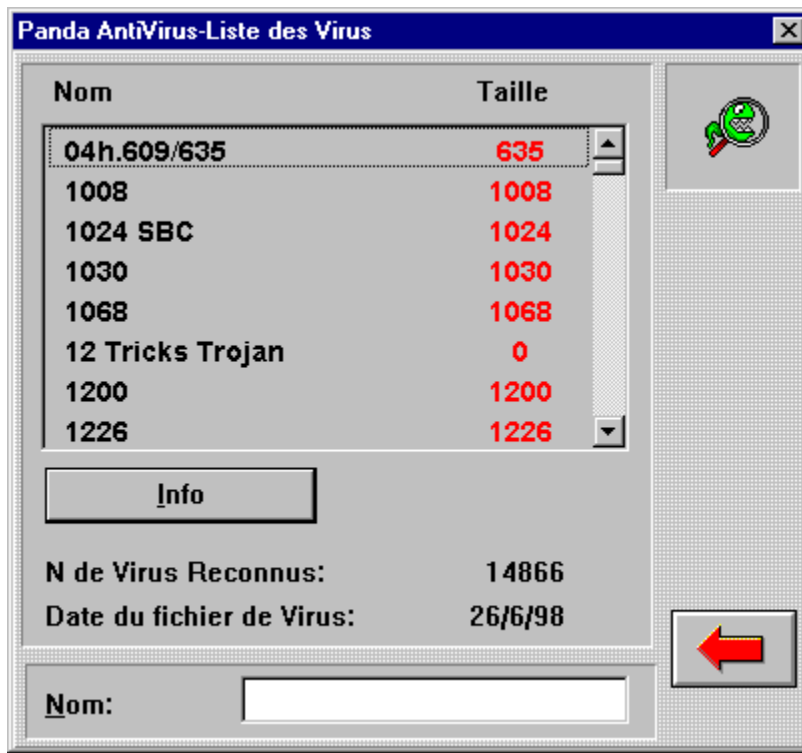 Panda AntiVirus-Liste des Virus
Nom Taille
04h.609/635 635
1008 1008
1024 SBC 1024
1030 1030
1068 1068
12 Tricks Trojan 0
1200 1200
1226 1226
Info
N de Virus Reconnus: 14866
Date du fichier de Virus: 26/6/98
Nom: